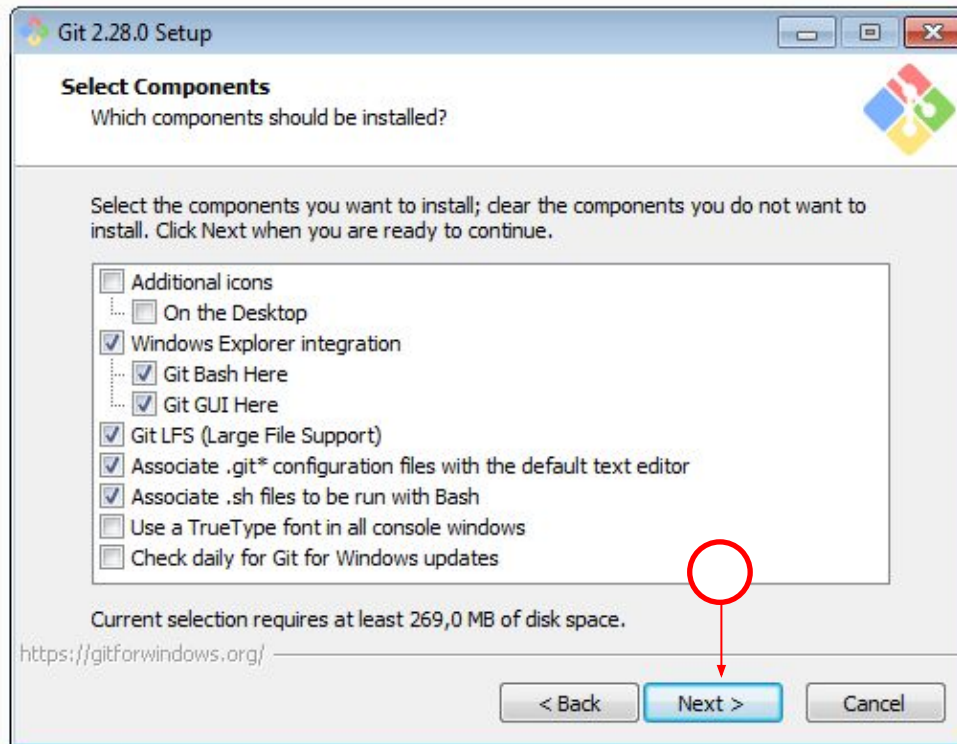 Git 2.28.0 Setup
Select Components
Which components should be installed?
Select the components you want to install; clear the components you do not want to
install. Click Next when you are ready to continue.
Additional icons
On the Desktop
Windows Explorer integration
Git Bash Here
Git GUI Here
Git LFS (Large File Support)
Associate .git* configuration files with the default text editor
Associate .sh files to be run with Bash
Use a TrueType font in all console windows
Check daily for Git for Windows updates
Current selection requires at least 269,0 MB of disk space.
https://gitforwindows.org/
< Back
Next >
Cancel